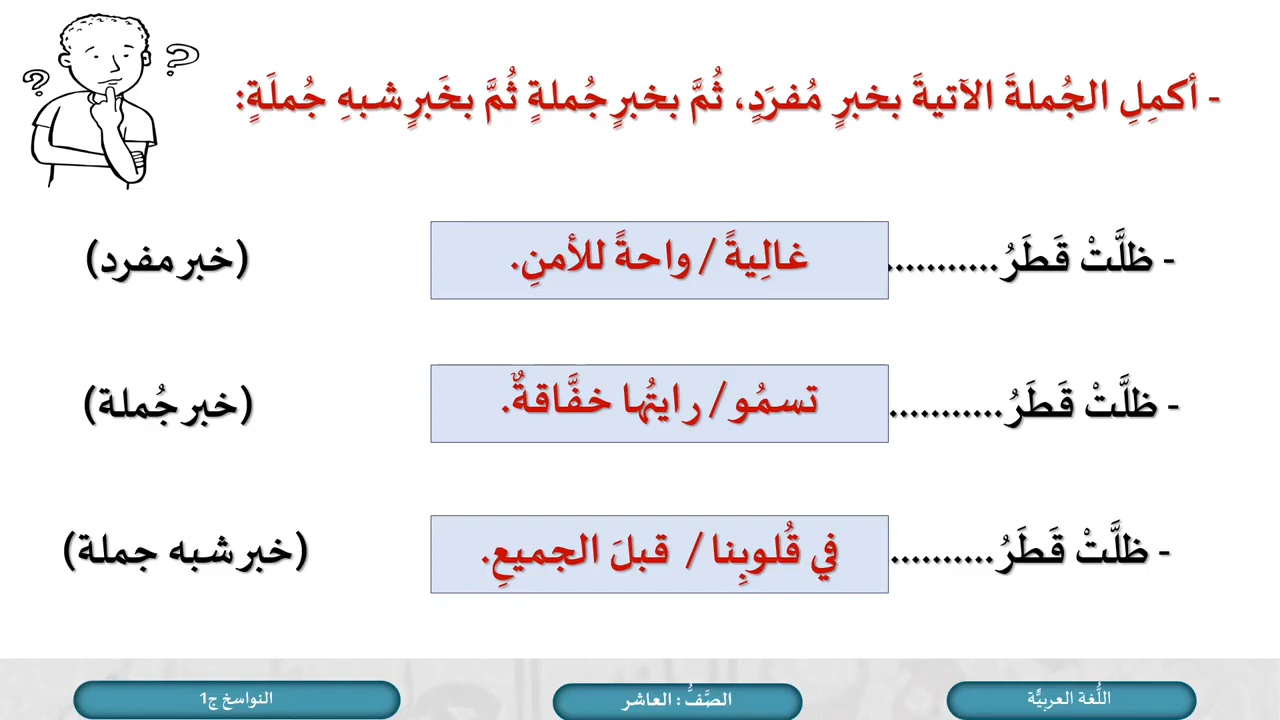 - أكمِلِ الجُملةَ الآتيةَ بخبرٍ مُفرَدٍ، ثُمَّ بخبرٍ جُملةٍ ثُمَّ بخَبرٍ شبهِ جُملَةٍ:
- ظلَّتْ قَطَرُ........... غالِيةً / واحةً للأمنِ. (خبر مفرد)
- ظلَّتْ قَطَرُ........... تسمُو/ رايتُها خفَّاقةٌ. (خبر جُملة)
- ظلَّتْ قَطَرُ.......... في قُلوبِنا / قبلَ الجميعِ. (خبر شبه جملة)
اللُّغة العربيَّة
الصَّفُّ : العاشر
النواسخ ج1
؟
؟